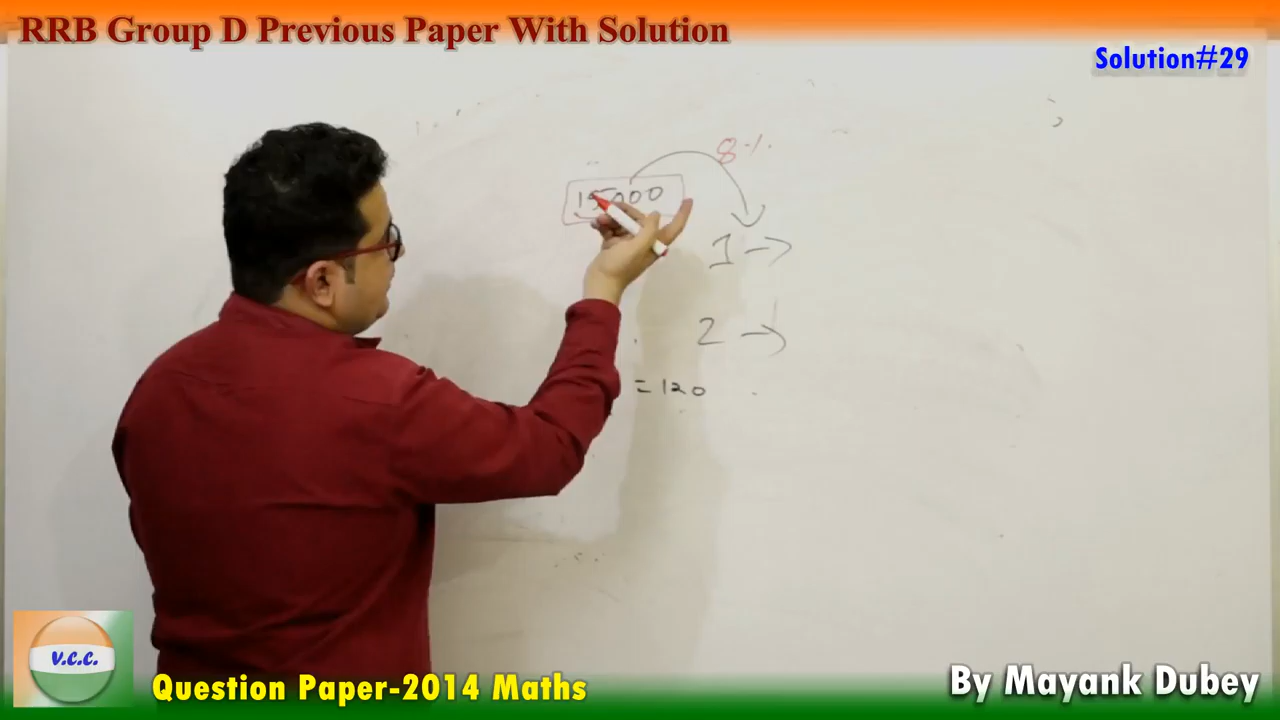 RRB Group D Previous Paper With Solution
Solution#29
8%
15000
1 →
2 →
= 120
V.C.C.
Question Paper-2014 Maths
By Mayank Dubey